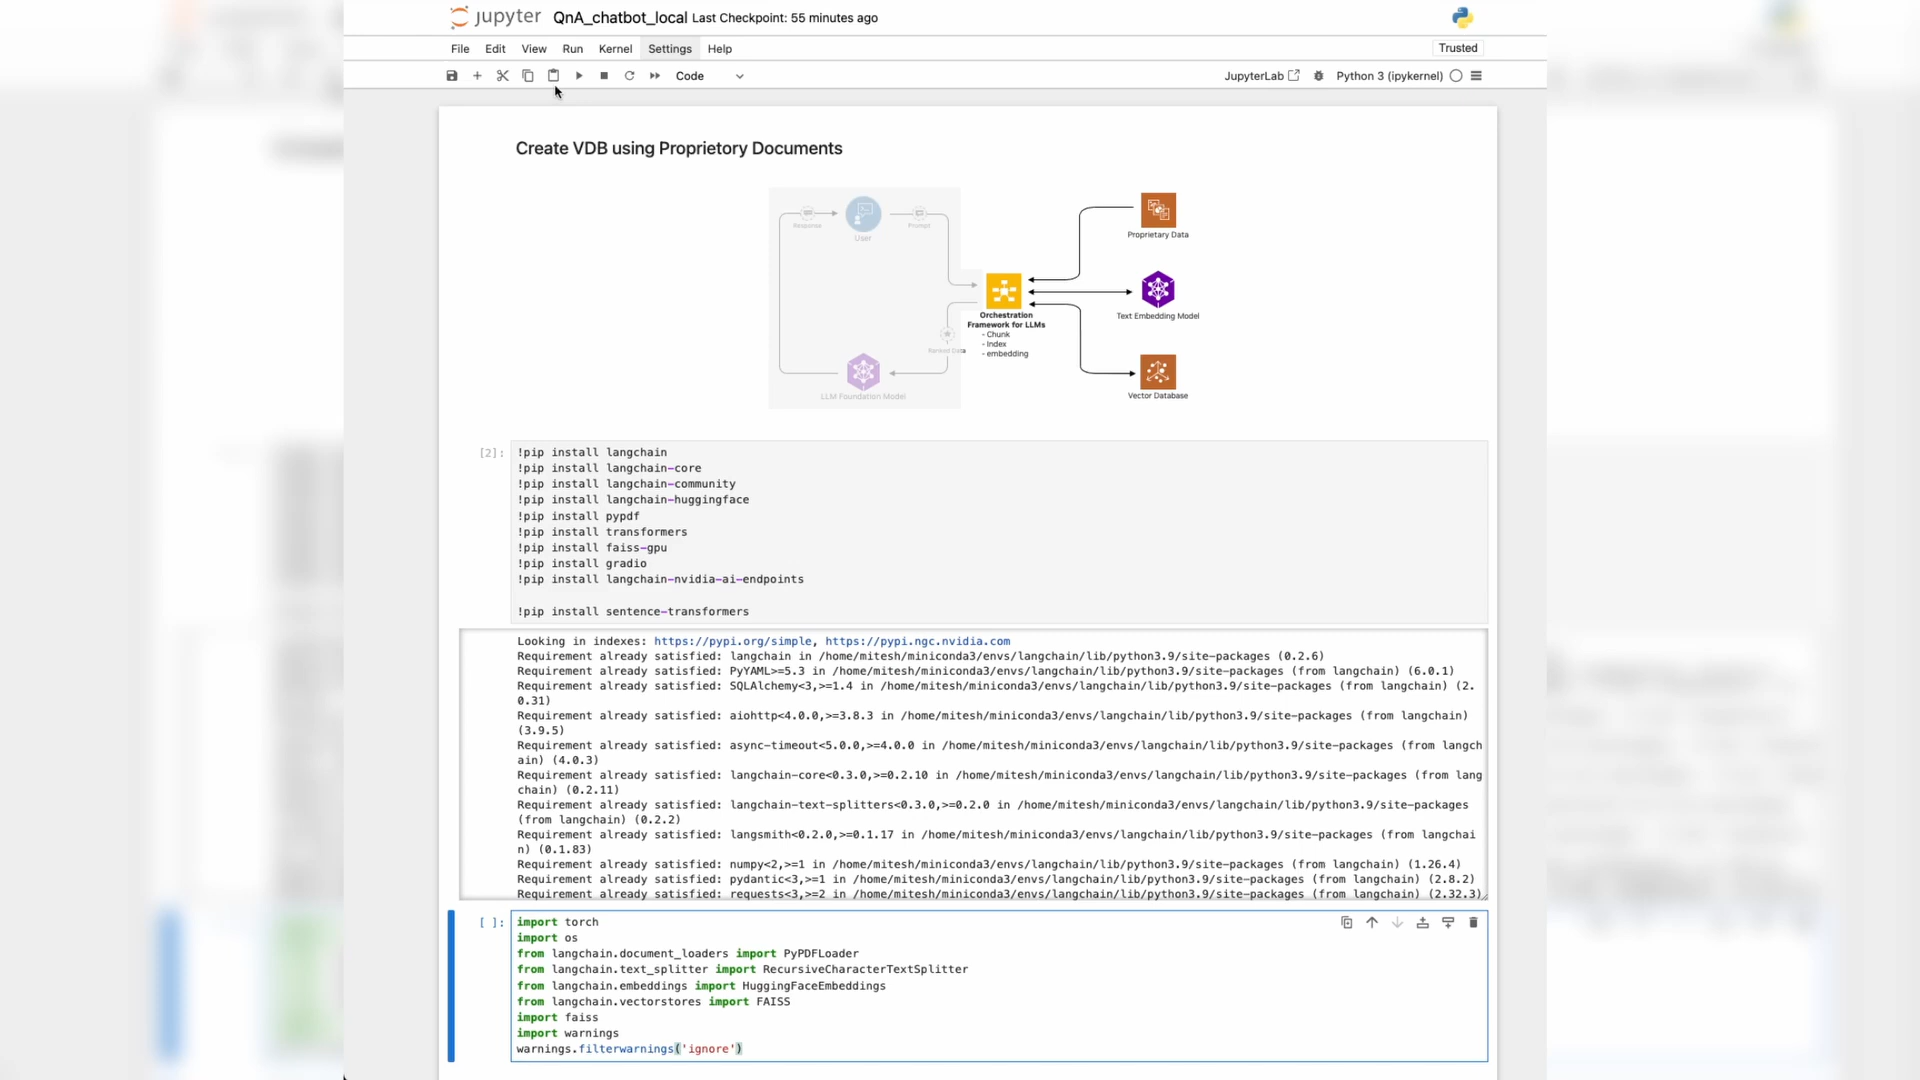 jupyter QnA_chatbot_local Last Checkpoint: 55 minutes ago
File Edit View Run Kernel Settings Help
Trusted
Code
JupyterLab Python 3 (ipykernel)
Create VDB using Proprietory Documents
Response
User
Prompt
Proprietary Data
Orchestration
Framework for LLMs
- Chunk
- Index
- embedding
Text Embedding Model
Ranked Data
LLM Foundation Model
Vector Database
[2]:
!pip install langchain
!pip install langchain-core
!pip install langchain-community
!pip install langchain-huggingface
!pip install pypdf
!pip install transformers
!pip install faiss-gpu
!pip install gradio
!pip install langchain-nvidia-ai-endpoints
!pip install sentence-transformers
Looking in indexes: https://pypi.org/simple, https://pypi.ngc.nvidia.com
Requirement already satisfied: langchain in /home/mitesh/miniconda3/envs/langchain/lib/python3.9/site-packages (0.2.6)
Requirement already satisfied: PyYAML>=5.3 in /home/mitesh/miniconda3/envs/langchain/lib/python3.9/site-packages (from langchain) (6.0.1)
Requirement already satisfied: SQLAlchemy<3,>=1.4 in /home/mitesh/miniconda3/envs/langchain/lib/python3.9/site-packages (from langchain) (2.
0.31)
Requirement already satisfied: aiohttp<4.0.0,>=3.8.3 in /home/mitesh/miniconda3/envs/langchain/lib/python3.9/site-packages (from langchain)
(3.9.5)
Requirement already satisfied: async-timeout<5.0.0,>=4.0.0 in /home/mitesh/miniconda3/envs/langchain/lib/python3.9/site-packages (from langch
ain) (4.0.3)
Requirement already satisfied: langchain-core<0.3.0,>=0.2.10 in /home/mitesh/miniconda3/envs/langchain/lib/python3.9/site-packages (from lang
chain) (0.2.11)
Requirement already satisfied: langchain-text-splitters<0.3.0,>=0.2.0 in /home/mitesh/miniconda3/envs/langchain/lib/python3.9/site-packages
(from langchain) (0.2.2)
Requirement already satisfied: langsmith<0.2.0,>=0.1.17 in /home/mitesh/miniconda3/envs/langchain/lib/python3.9/site-packages (from langchai
n) (0.1.83)
Requirement already satisfied: numpy<2,>=1 in /home/mitesh/miniconda3/envs/langchain/lib/python3.9/site-packages (from langchain) (1.26.4)
Requirement already satisfied: pydantic<3,>=1 in /home/mitesh/miniconda3/envs/langchain/lib/python3.9/site-packages (from langchain) (2.8.2)
Requirement already satisfied: requests<3,>=2 in /home/mitesh/miniconda3/envs/langchain/lib/python3.9/site-packages (from langchain) (2.32.3)
[ ]:
import torch
import os
from langchain.document_loaders import PyPDFLoader
from langchain.text_splitter import RecursiveCharacterTextSplitter
from langchain.embeddings import HuggingFaceEmbeddings
from langchain.vectorstores import FAISS
import faiss
import warnings
warnings.filterwarnings('ignore')